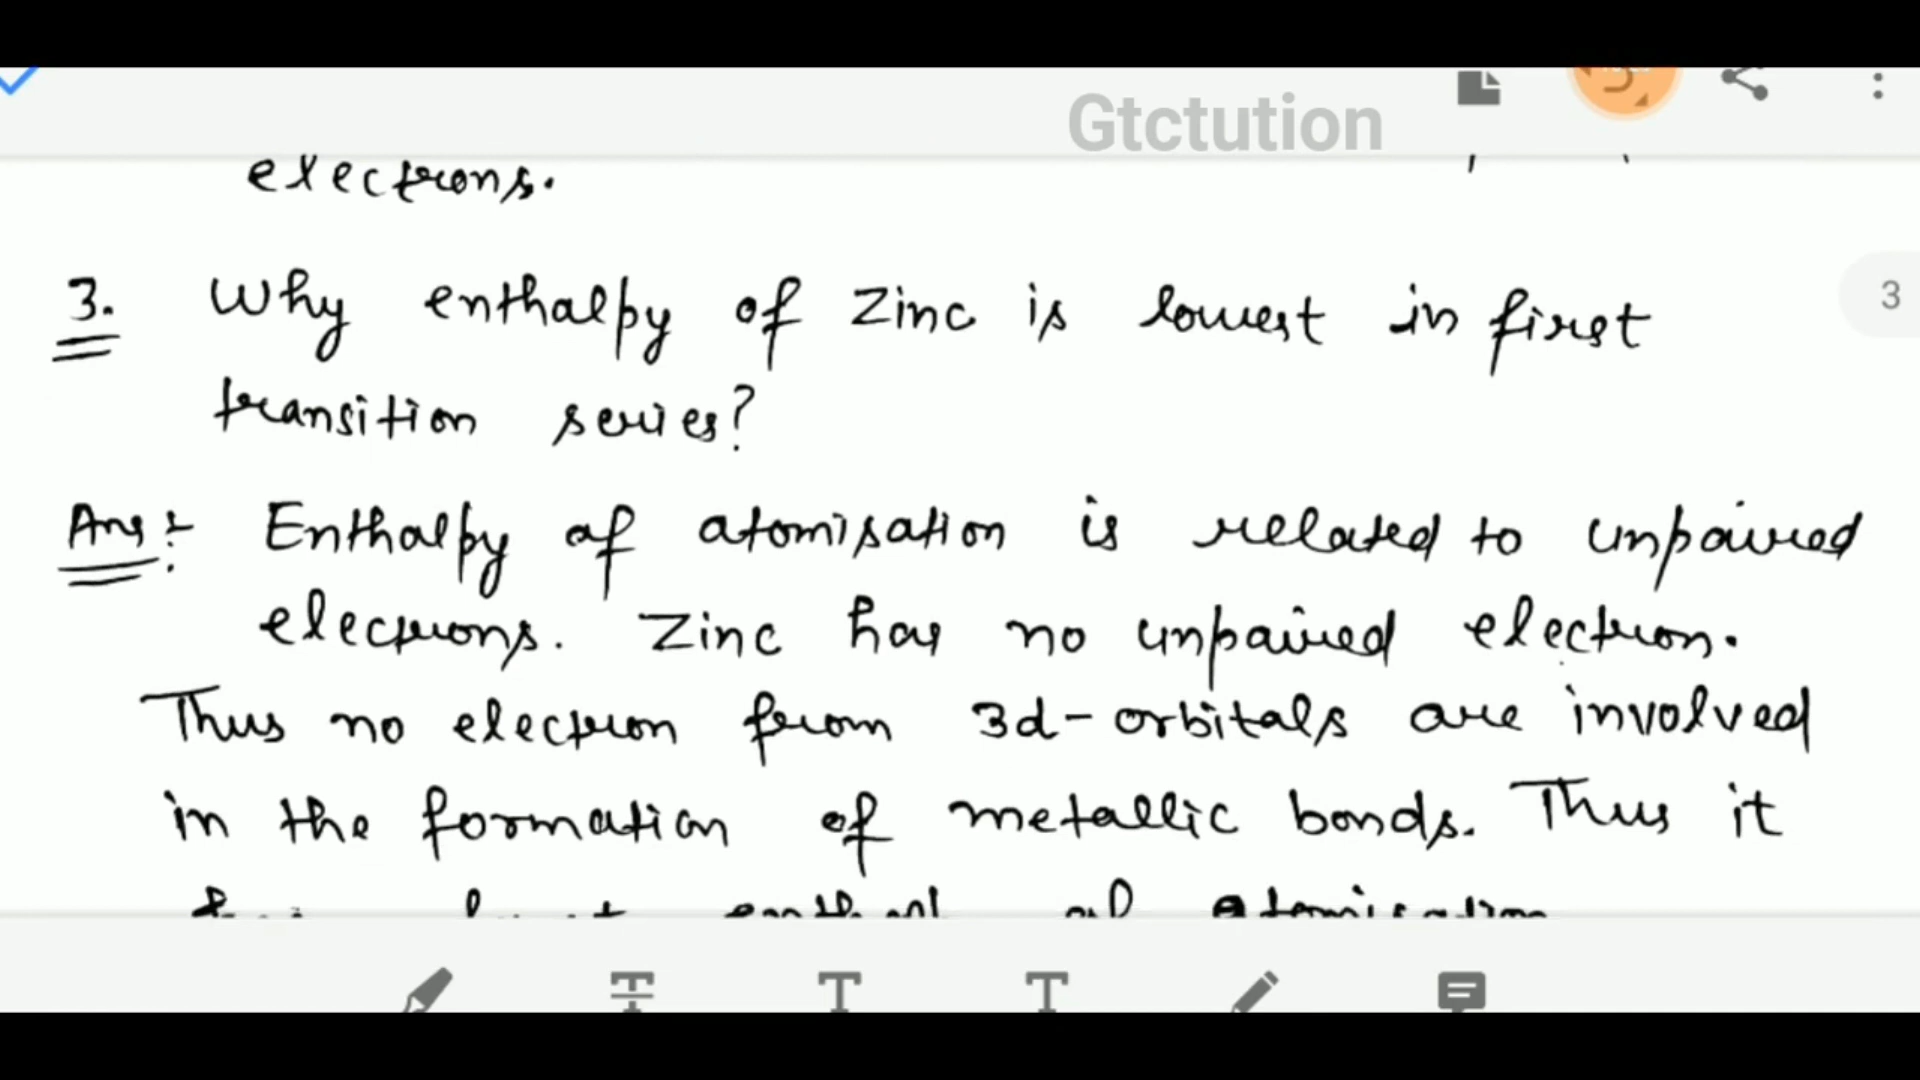 Gtctution
electrons.
3. Why enthalpy of Zinc is lowest in first
3
transition series?
Ans:- Enthalpy of atomisation is related to unpaired
electrons. Zinc has no unpaired electron.
Thus no electron from 3d-orbitals are involved
in the formation of metallic bonds. Thus it
of atomisation